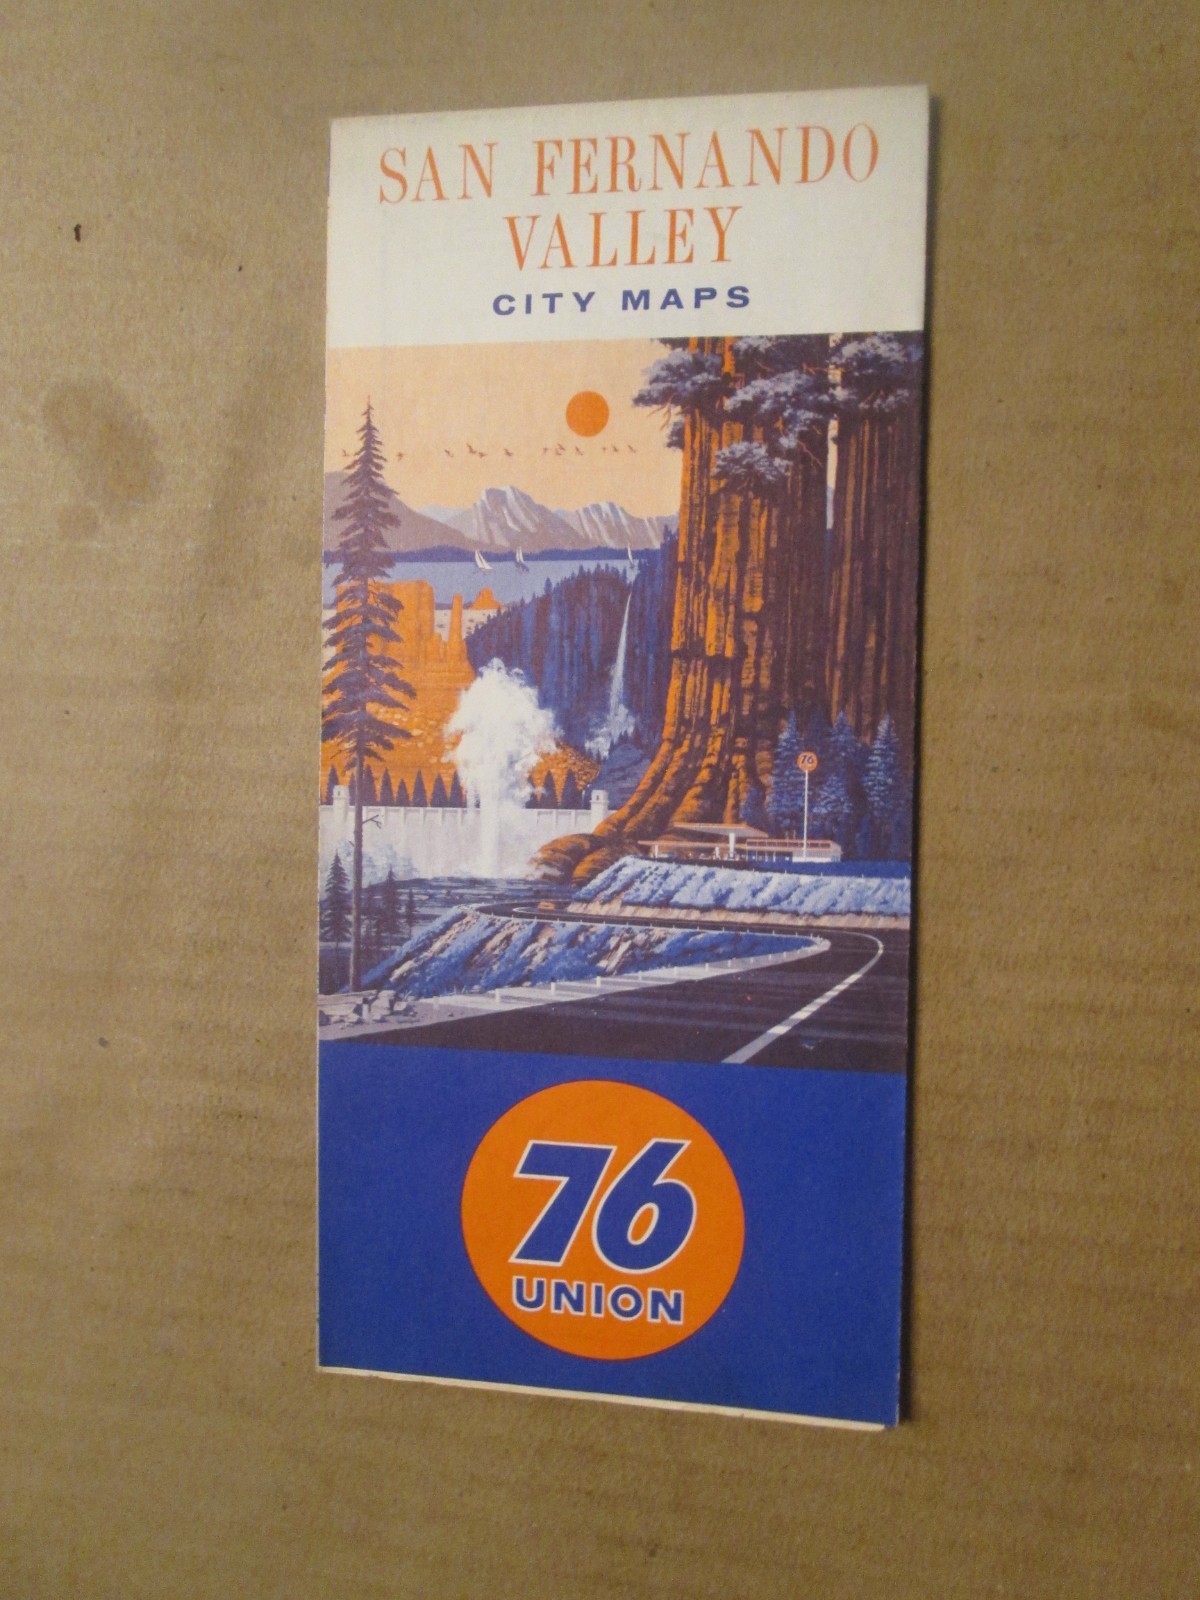 SAN FERNANDO
VALLEY
CITY MAPS
76
76
UNION